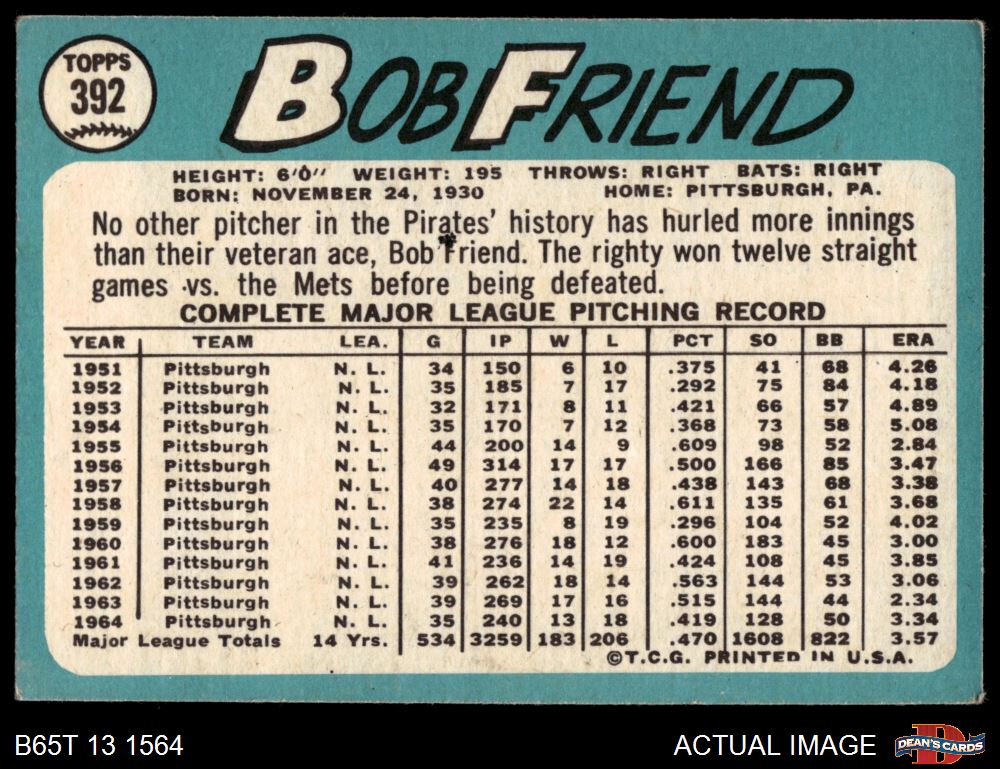 TOPPS
392
BOB FRIEND
HEIGHT: 6'0" WEIGHT: 195 THROWS: RIGHT BATS: RIGHT
BORN: NOVEMBER 24, 1930 HOME: PITTSBURGH, PA.
No other pitcher in the Pirates' history has hurled more innings
than their veteran ace, Bob Friend. The righty won twelve straight
games vs. the Mets before being defeated.
COMPLETE MAJOR LEAGUE PITCHING RECORD
YEAR TEAM LEA. G IP W L PCT SO BB ERA
1951 Pittsburgh N. L. 34 150 6 10 .375 41 68 4.26
1952 Pittsburgh N. L. 35 185 7 17 .292 75 84 4.18
1953 Pittsburgh N. L. 32 171 8 11 .421 66 57 4.89
1954 Pittsburgh N. L. 35 170 7 12 .368 73 58 5.08
1955 Pittsburgh N. L. 44 200 14 9 .609 98 52 2.84
1956 Pittsburgh N. L. 49 314 17 17 .500 166 85 3.47
1957 Pittsburgh N. L. 40 277 14 18 .438 143 68 3.38
1958 Pittsburgh N. L. 38 274 22 14 .611 135 61 3.68
1959 Pittsburgh N. L. 35 235 8 19 .296 104 52 4.02
1960 Pittsburgh N. L. 38 276 18 12 .600 183 45 3.00
1961 Pittsburgh N. L. 41 236 14 19 .424 108 45 3.85
1962 Pittsburgh N. L. 39 262 18 14 .563 144 53 3.06
1963 Pittsburgh N. L. 39 269 17 16 .515 144 44 2.34
1964 Pittsburgh N. L. 35 240 13 18 .419 128 50 3.34
Major League Totals 14 Yrs. 534 3259 183 206 .470 1608 822 3.57
©T.C.G. PRINTED IN U.S.A.
B65T 13 1564
ACTUAL IMAGE
DEAN'S CARDS